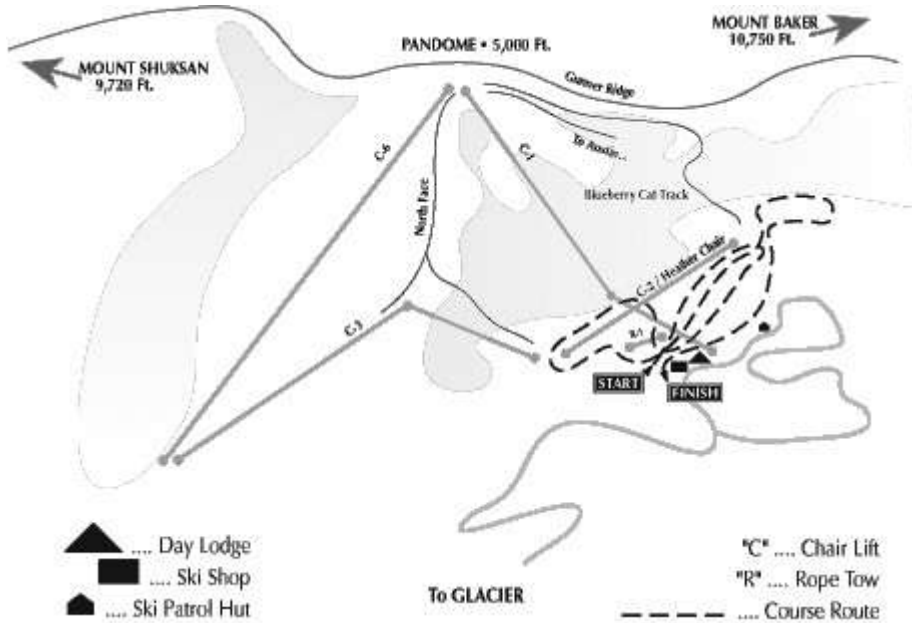 MOUNT BAKER
10,750 Ft.
PANDOME • 5,000 Ft.
MOUNT SHUKSAN
9,720 Ft.
Gunner Ridge
C-6
C-1
To Austin...
Blueberry Cat Track
North Face
C-2 / Heather Chair
C-3
R-1
START
FINISH
.... Day Lodge
.... Ski Shop
.... Ski Patrol Hut
To GLACIER
"C" .... Chair Lift
"R" .... Rope Tow
.... Course Route